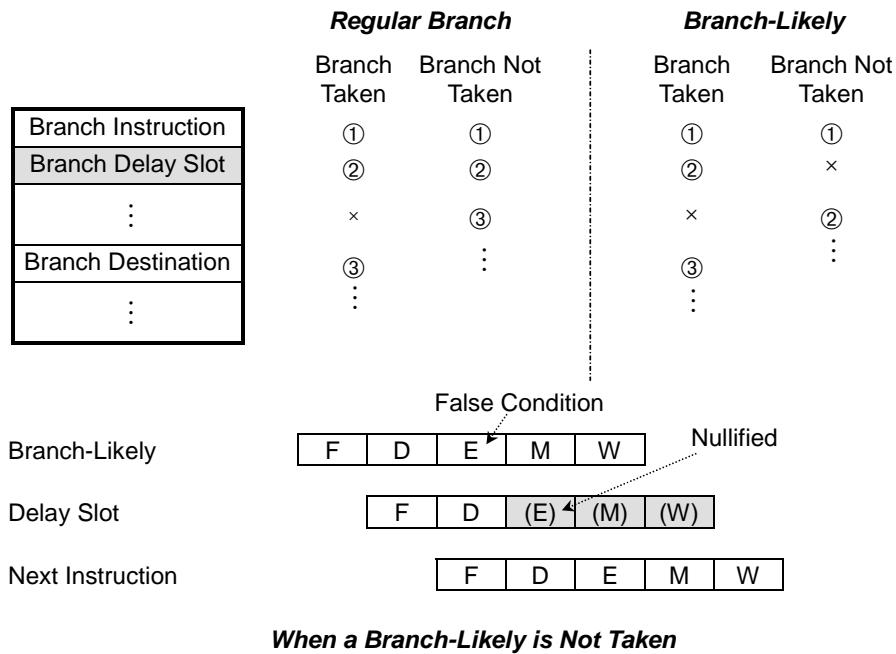 Regular Branch Branch-Likely
Branch Taken Branch Not Taken Branch Taken Branch Not Taken
Branch Instruction ① ① ① ①
Branch Delay Slot ② ② ② ×
⋮ × ③ × ②
Branch Destination ③ ⋮ ③ ⋮
⋮ ⋮ ⋮
False Condition
Branch-Likely F D E M W Nullified
Delay Slot F D (E) (M) (W)
Next Instruction F D E M W
When a Branch-Likely is Not Taken